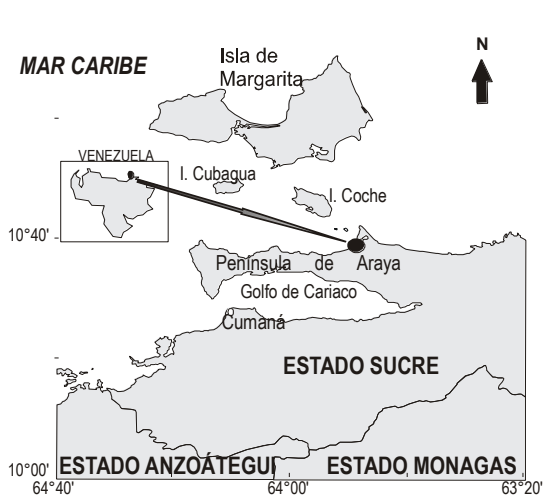 N
Isla de
Margarita
MAR CARIBE
VENEZUELA
I. Cubagua
I. Coche
10°40'
Península de Araya
Golfo de Cariaco
Cumaná
ESTADO SUCRE
10°00'
ESTADO ANZOÁTEGUI ESTADO MONAGAS
64°40' 64°00 63°20'